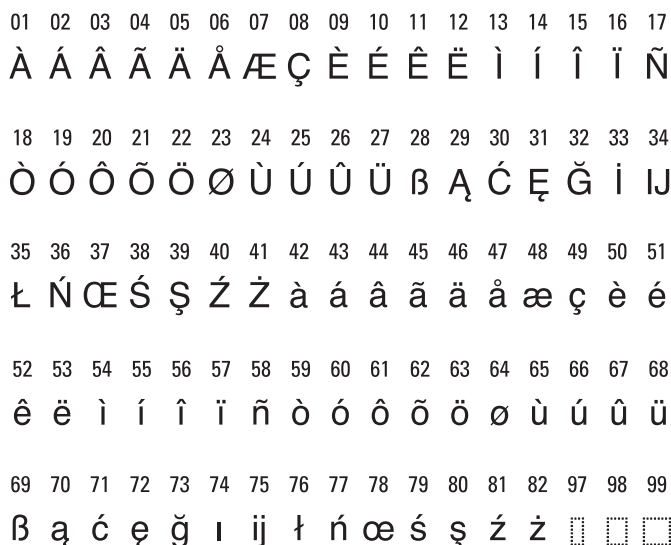 01 02 03 04 05 06 07 08 09 10 11 12 13 14 15 16 17
À Á Â Ã Ä Å Æ Ç È É Ê Ë Ì Í Î Ï Ñ
18 19 20 21 22 23 24 25 26 27 28 29 30 31 32 33 34
Ò Ó Ô Õ Ö Ø Ù Ú Û Ü ß Ą Ć Ę Ğ İ IJ
35 36 37 38 39 40 41 42 43 44 45 46 47 48 49 50 51
Ł Ń Œ Ś Ş Ź Ż à á â ã ä å æ ç è é
52 53 54 55 56 57 58 59 60 61 62 63 64 65 66 67 68
ê ë ì í î ï ñ ò ó ô õ ö ø ù ú û ü
69 70 71 72 73 74 75 76 77 78 79 80 81 82 97 98 99
ß ą ć ę ğ ı ij ł ń œ ś ş ź ż